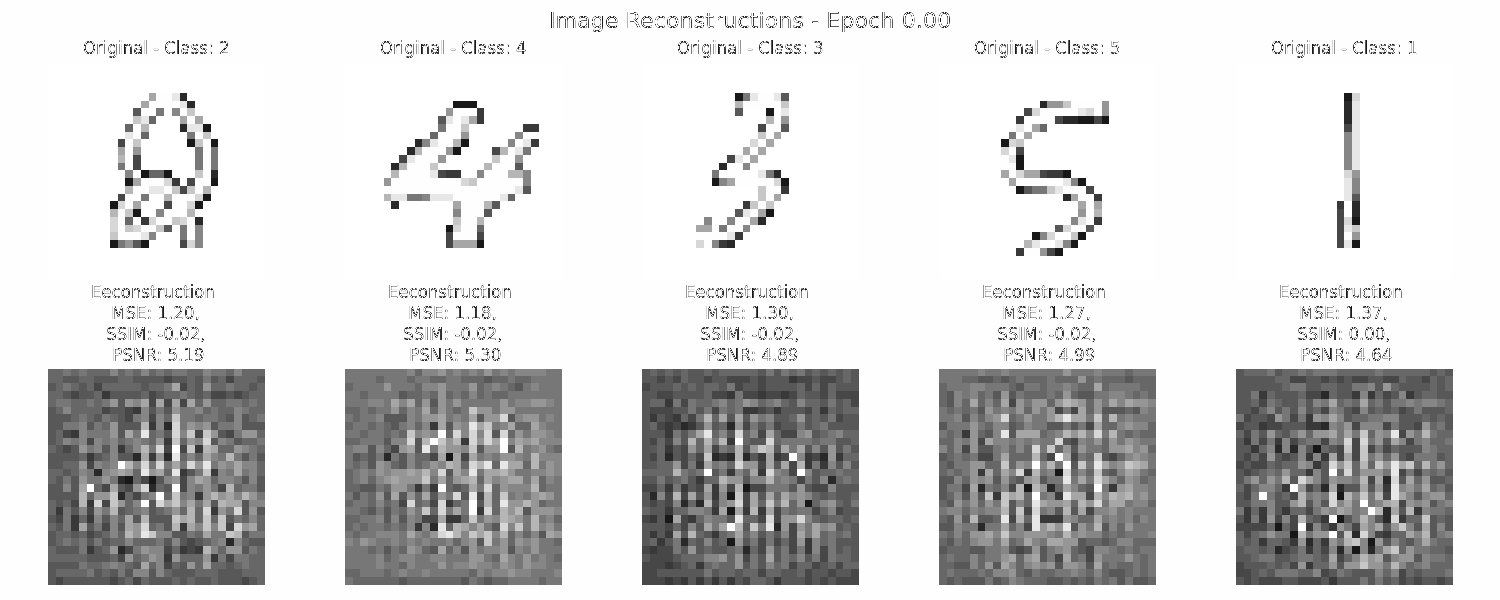 Image Reconstructions - Epoch 0.00
Original - Class: 2
Original - Class: 4
Original - Class: 3
Original - Class: 5
Original - Class: 1
Eeconstruction
MSE: 1.20,
SSIM: -0.02,
PSNR: 5.19
Eeconstruction
MSE: 1.18,
SSIM: -0.02,
PSNR: 5.30
Eeconstruction
MSE: 1.30,
SSIM: -0.02,
PSNR: 4.89
Eeconstruction
MSE: 1.27,
SSIM: -0.02,
PSNR: 4.99
Eeconstruction
MSE: 1.37,
SSIM: 0.00,
PSNR: 4.64